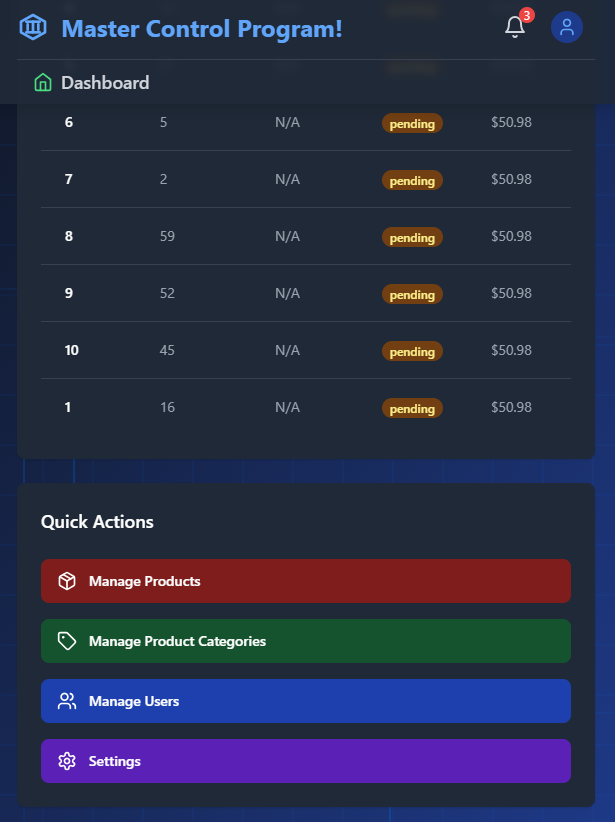 Master Control Program!
3
Dashboard
6 5 N/A pending $50.98
7 2 N/A pending $50.98
8 59 N/A pending $50.98
9 52 N/A pending $50.98
10 45 N/A pending $50.98
1 16 N/A pending $50.98
Quick Actions
Manage Products
Manage Product Categories
Manage Users
Settings